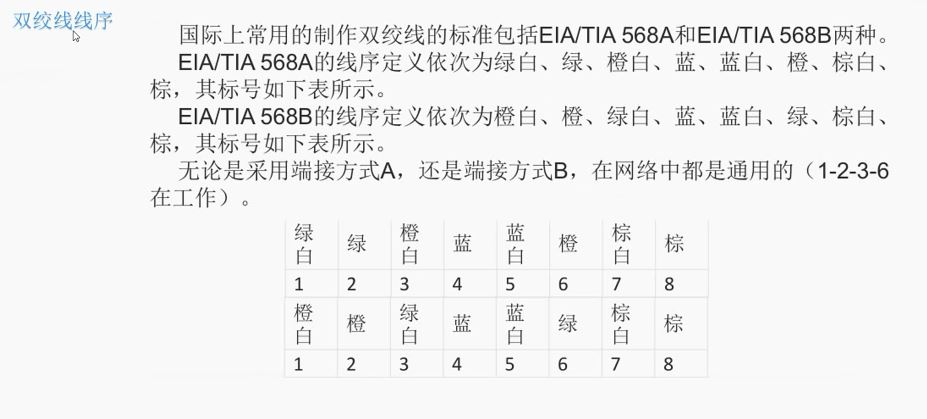 双绞线线序
国际上常用的制作双绞线的标准包括EIA/TIA 568A和EIA/TIA 568B两种。
EIA/TIA 568A的线序定义依次为绿白、绿、橙白、蓝、蓝白、橙、棕白、
棕，其标号如下表所示。
EIA/TIA 568B的线序定义依次为橙白、橙、绿白、蓝、蓝白、绿、棕白、
棕，其标号如下表所示。
无论是采用端接方式A，还是端接方式B，在网络中都是通用的（1-2-3-6
在工作）。
绿白 绿 橙白 蓝 蓝白 橙 棕白 棕
1 2 3 4 5 6 7 8
橙白 橙 绿白 蓝 蓝白 绿 棕白 棕
1 2 3 4 5 6 7 8